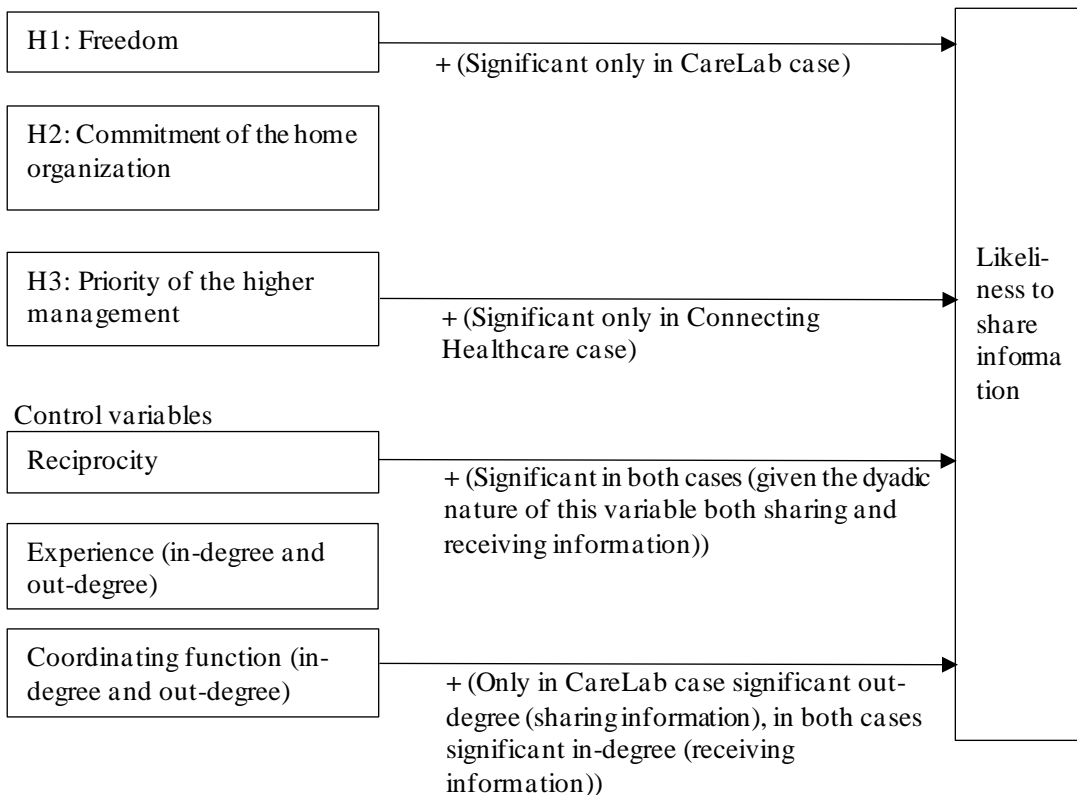 H1: Freedom
+ (Significant only in CareLab case)
H2: Commitment of the home
organization
H3: Priority of the higher
management
+ (Significant only in Connecting
Healthcare case)
Likeli-
ness to
share
informa
tion
Control variables
Reciprocity
+ (Significant in both cases (given the dyadic
nature of this variable both sharing and
receiving information))
Experience (in-degree and
out-degree)
Coordinating function (in-
degree and out-degree)
+ (Only in CareLab case significant out-
degree (sharing information), in both cases
significant in-degree (receiving
information))